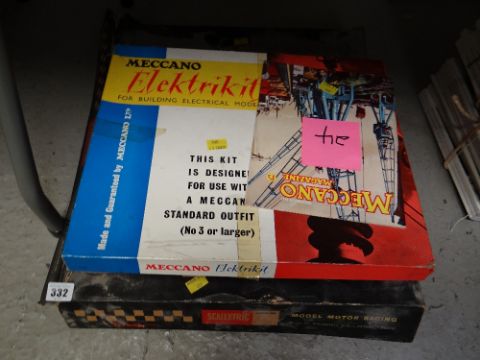 MECCANO
Elektrikit
FOR BUILDING ELECTRICAL MODE
Made and Guaranteed by MECCANO LTD
THIS KIT
IS DESIGNE
FOR USE WIT
A MECCAN
STANDARD OUTFIT
(No 3 or larger)
214
MECCANO
MAGAZINE
MECCANO Elektrikit
332
SCALEXTRIC
MODEL MOTOR RACING